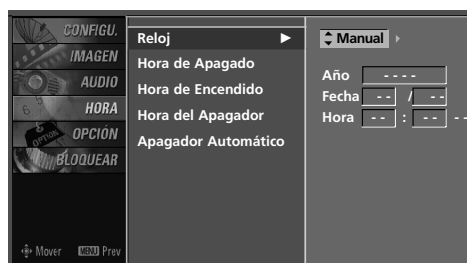 CONFIGU.
IMAGEN
AUDIO
HORA
OPCIÓN
BLOQUEAR
Mover MENU Prev
Reloj ►
Hora de Apagado
Hora de Encendido
Hora del Apagador
Apagador Automático
Manual
Año - - - -
Fecha - - / - -
Hora - - : - - - -